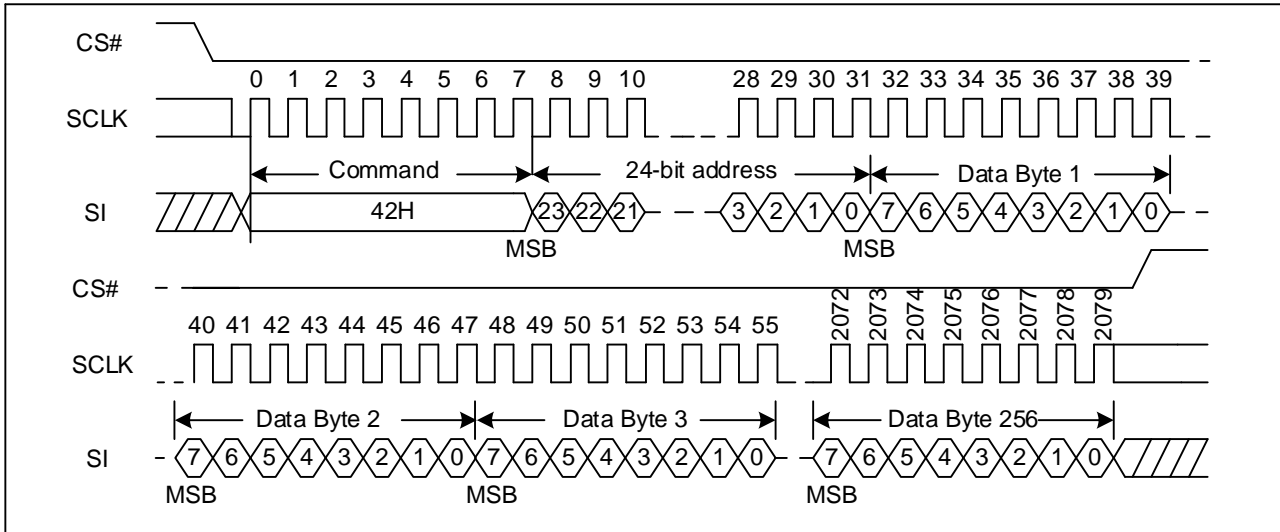 CS#
0 1 2 3 4 5 6 7 8 9 10 28 29 30 31 32 33 34 35 36 37 38 39
SCLK
Command 24-bit address Data Byte 1
SI 42H 23 22 21 3 2 1 0 7 6 5 4 3 2 1 0
MSB MSB
CS#
40 41 42 43 44 45 46 47 48 49 50 51 52 53 54 55 2072 2073 2074 2075 2076 2077 2078 2079
SCLK
Data Byte 2 Data Byte 3 Data Byte 256
SI 7 6 5 4 3 2 1 0 7 6 5 4 3 2 1 0 7 6 5 4 3 2 1 0
MSB MSB MSB